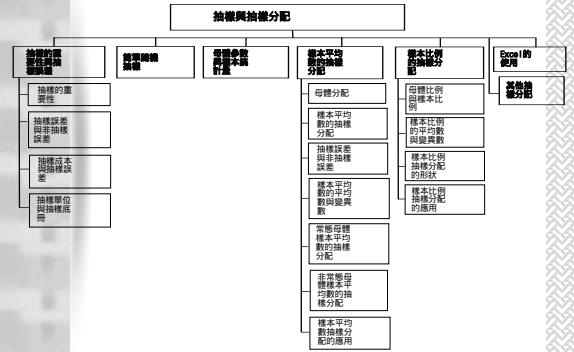 抽樣與抽樣分配
抽樣的重
要性與抽
樣誤差
抽樣的重
要性
抽樣誤差
與非抽樣
誤差
抽樣成本
與抽樣誤
差
抽樣單位
與抽樣底
冊
簡單隨機
抽樣
母體參數
與樣本統
計量
樣本平均
數的抽樣
分配
母體分配
樣本平均
數的抽樣
分配
抽樣誤差
與非抽樣
誤差
樣本平均
數的平均
數與變異
數
常態母體
樣本平均
數的抽樣
分配
非常態母
體樣本平
均數的抽
樣分配
樣本平均
數抽樣分
配的應用
樣本比例
的抽樣分
配
母體比例
與樣本比
例
樣本比例
的平均數
與變異數
樣本比例
抽樣分配
的形狀
樣本比例
抽樣分配
的應用
Excel的
使用
其他抽
樣分配